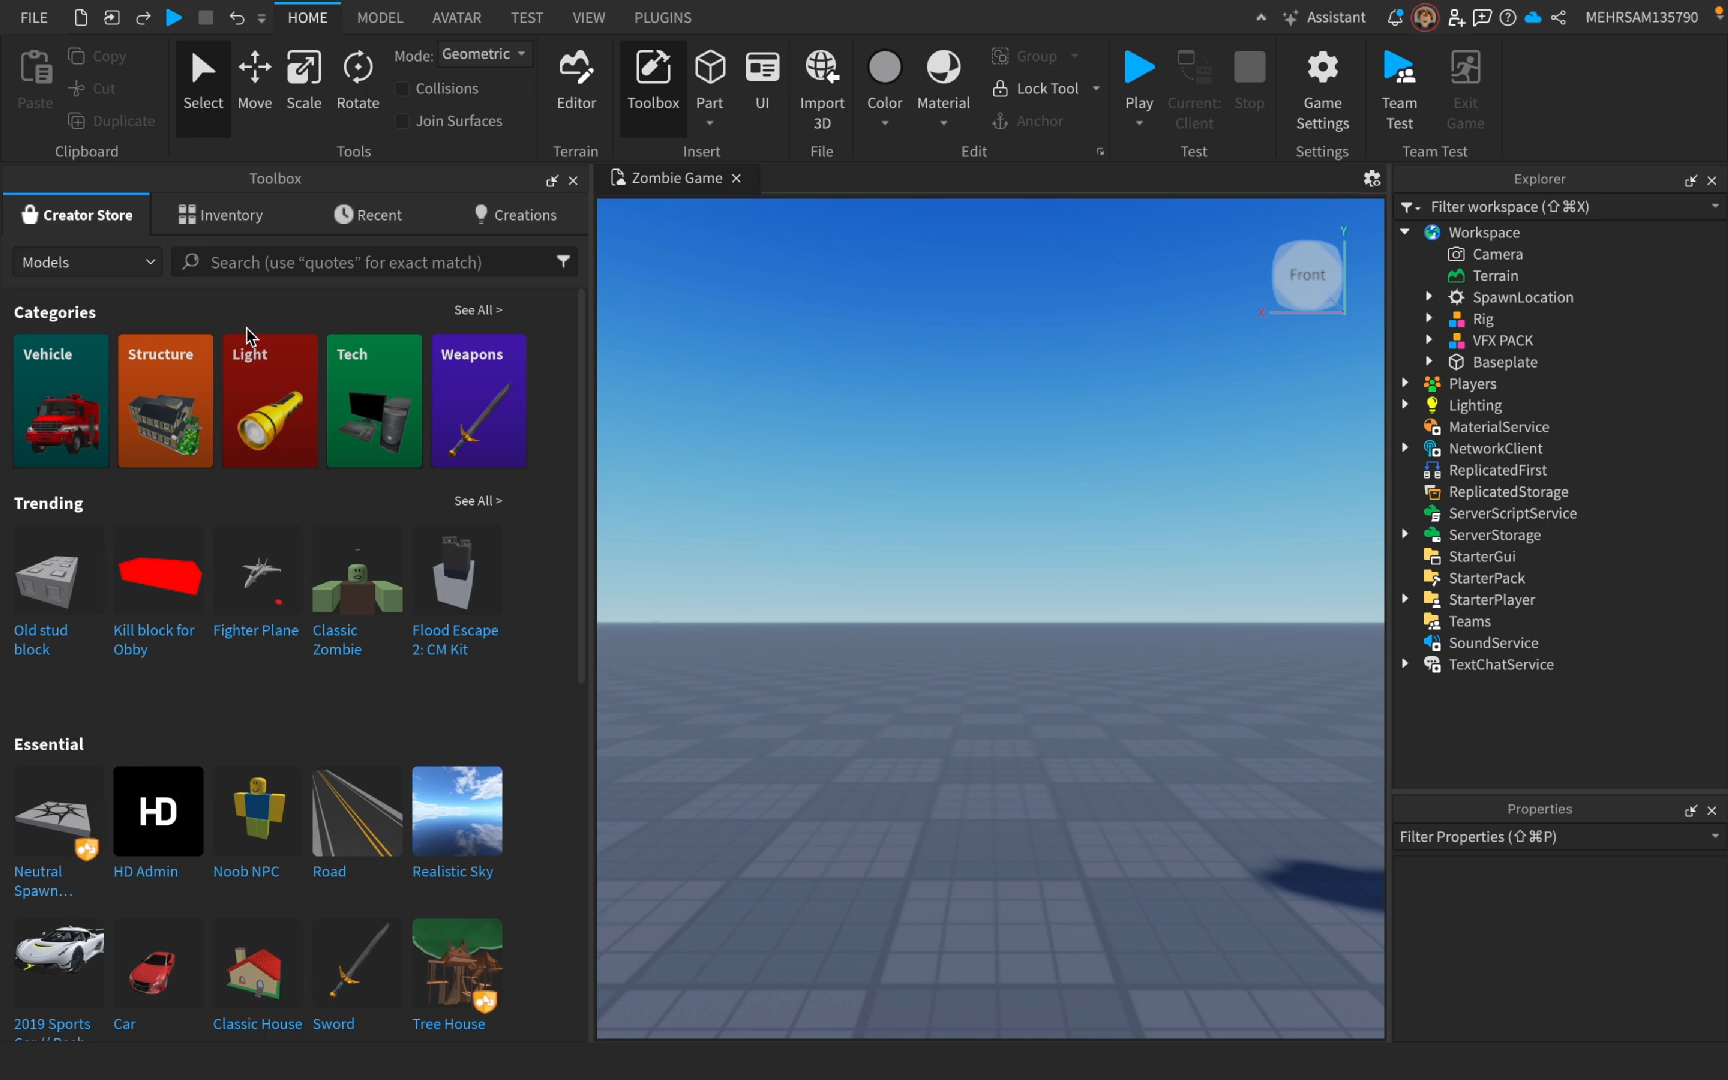 FILE HOME MODEL AVATAR TEST VIEW PLUGINS Assistant MEHRSAM135790
Paste
Copy
Cut
Duplicate
Clipboard
Select Move Scale Rotate
Mode: Geometric
Collisions
Join Surfaces
Tools
Editor
Terrain
Toolbox Part UI
Insert
Import
3D
File
Color Material
Group
Lock Tool
Anchor
Edit
Play
Current:
Client
Stop
Test
Game
Settings
Settings
Team
Test
Exit
Game
Team Test
Toolbox
Creator Store Inventory Recent Creations
Models Search (use “quotes” for exact match)
Categories See All >
Vehicle Structure Light Tech Weapons
Trending See All >
Old stud
block
Kill block for
Obby
Fighter Plane
Classic
Zombie
Flood Escape
2: CM Kit
Essential
HD
Neutral
Spawn...
HD Admin
Noob NPC
Road
Realistic Sky
2019 Sports
Car Classic House Sword Tree House
Zombie Game
Y
Front
X
Explorer
Filter workspace (⇧⌘X)
Workspace
Camera
Terrain
SpawnLocation
Rig
VFX PACK
Baseplate
Players
Lighting
MaterialService
NetworkClient
ReplicatedFirst
ReplicatedStorage
ServerScriptService
ServerStorage
StarterGui
StarterPack
StarterPlayer
Teams
SoundService
TextChatService
Properties
Filter Properties (⇧⌘P)